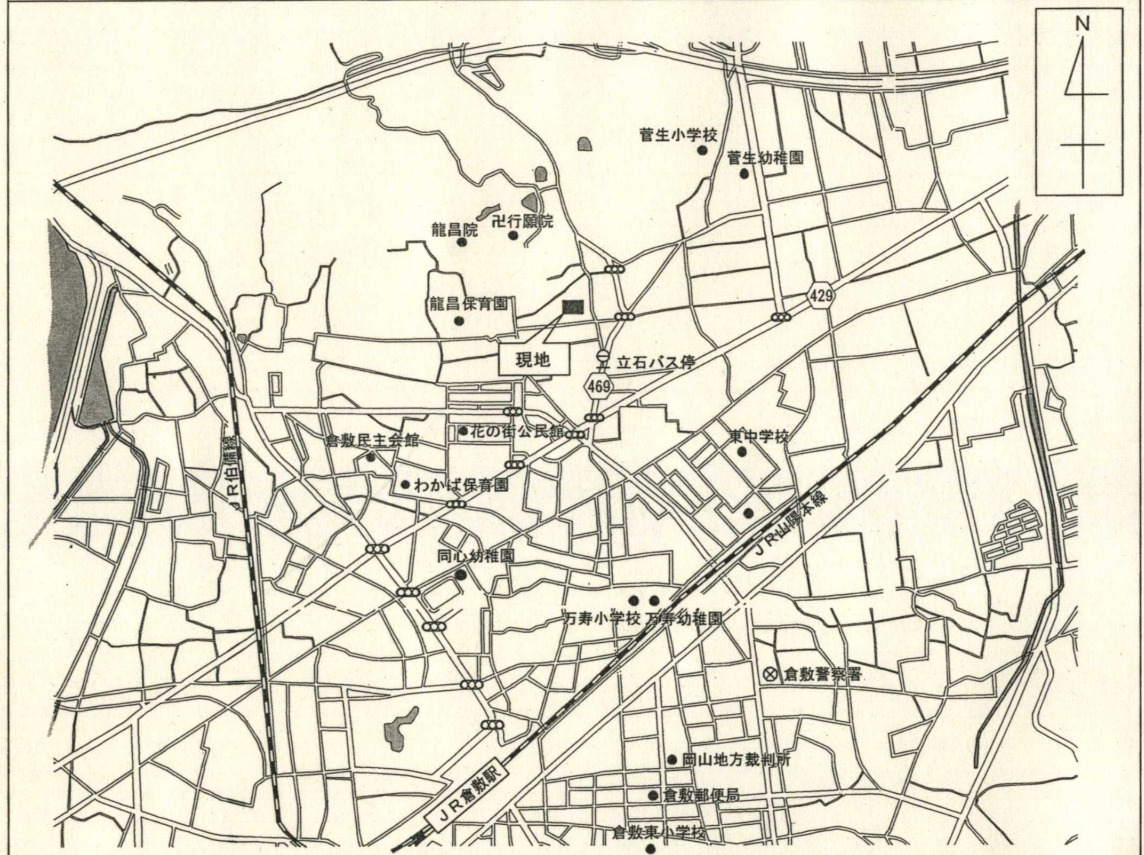 N
菅生小学校
菅生幼稚園
龍昌院
卍行願院
龍昌保育園
429
現地
立石バス停
469
花の街公民館
倉敷民主会館
東中学校
JR伯備線
わかば保育園
JR山陽本線
同心幼稚園
万寿小学校 万寿幼稚園
倉敷警察署
岡山地方裁判所
JR倉敷駅
倉敷郵便局
倉敷東小学校